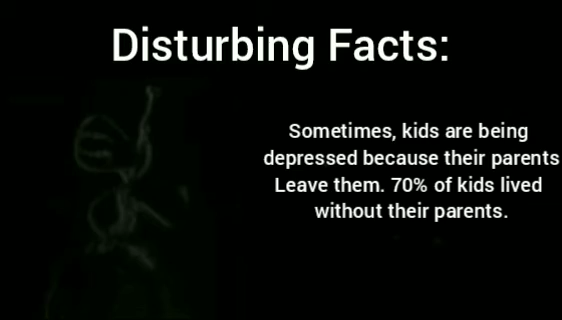 Disturbing Facts:
Sometimes, kids are being
depressed because their parents
Leave them. 70% of kids lived
without their parents.